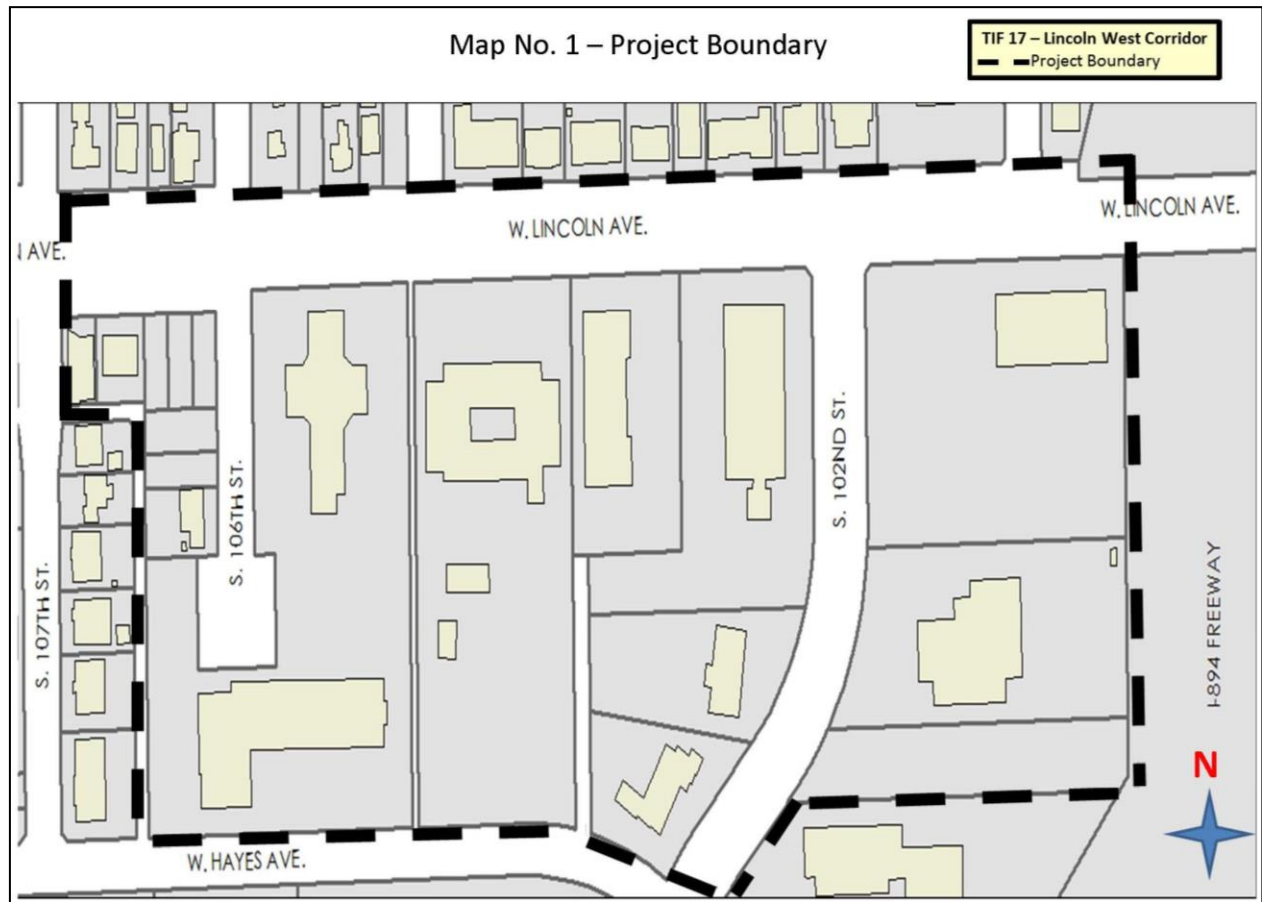 Map No. 1 – Project Boundary
TIF 17 – Lincoln West Corridor
Project Boundary
AVE.
W. LINCOLN AVE.
W. LINCOLN AVE.
S. 107TH ST.
S. 106TH ST.
S. 102ND ST.
I-894 FREEWAY
N
W. HAYES AVE.